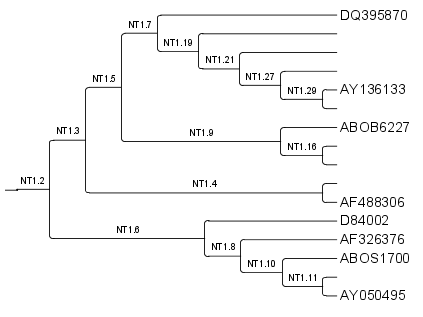 DQ395870
NT1.7
NT1.19
NT1.21
NT1.5
NT1.27
NT1.29
AY136133
ABOB6227
NT1.3
NT1.9
NT1.16
NT1.2
NT1.4
AF488306
D84002
NT1.6
AF326376
NT1.8
ABOS1700
NT1.10
NT1.11
AY050495